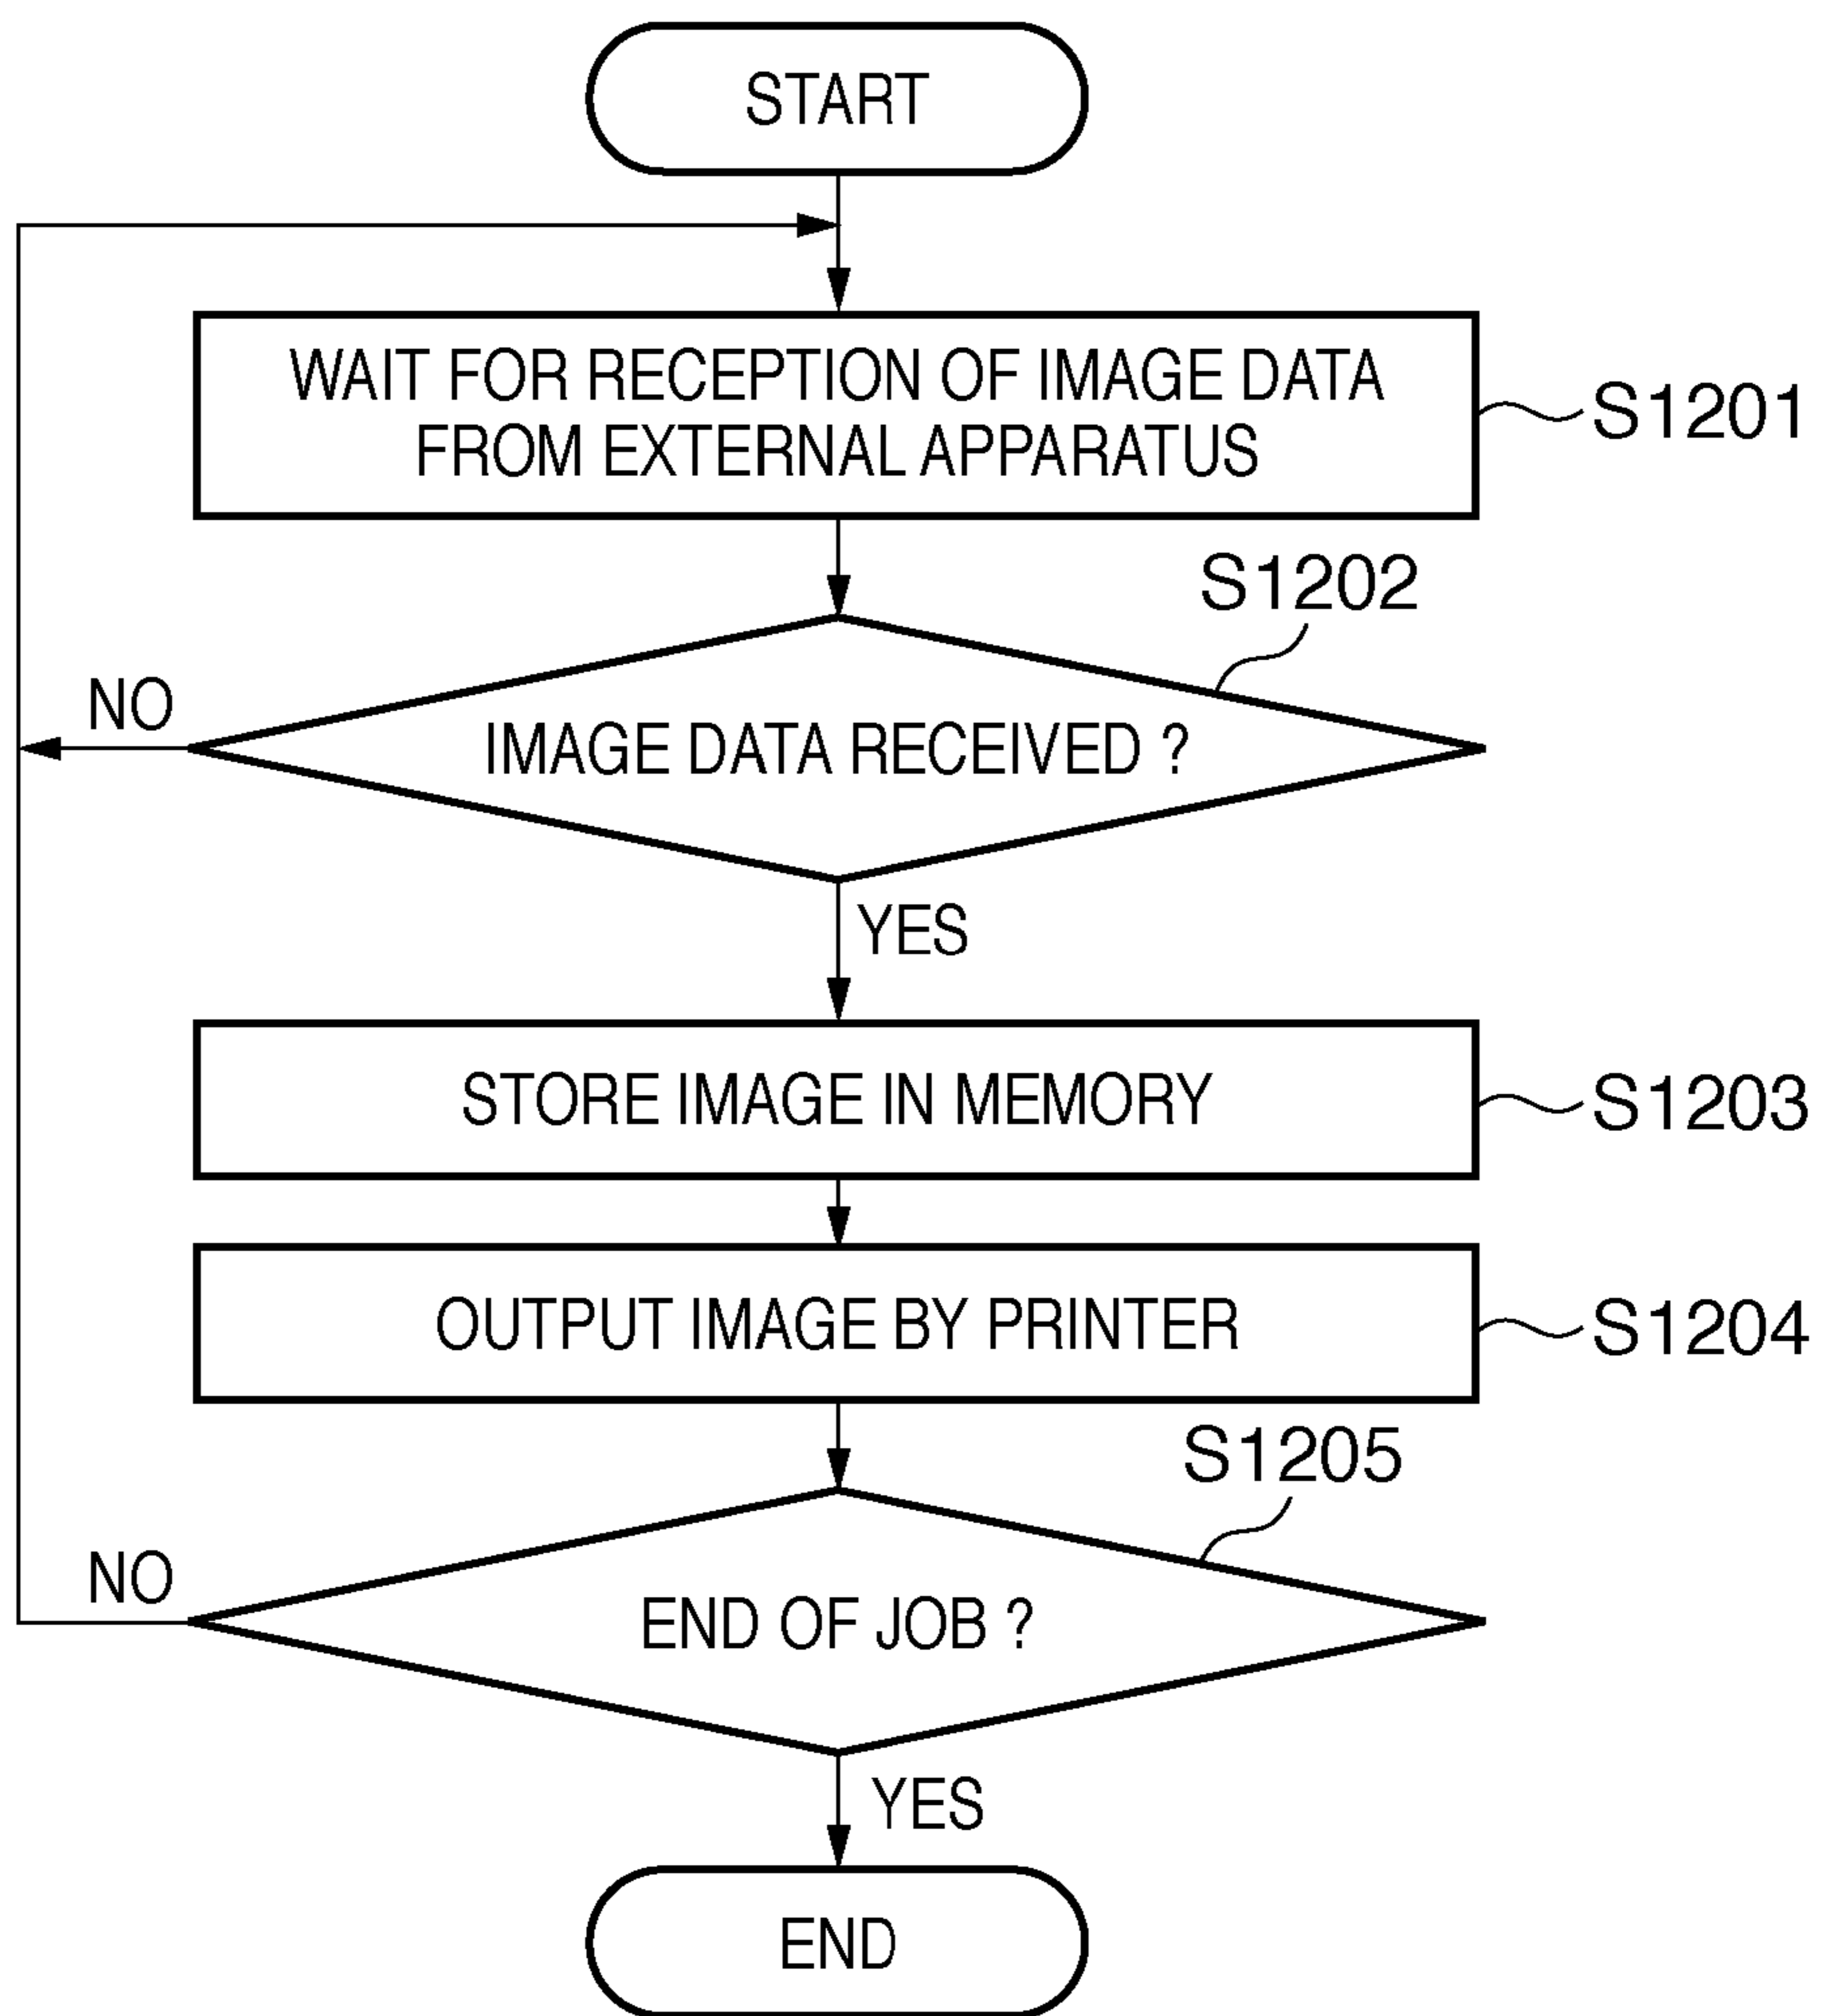 START
WAIT FOR RECEPTION OF IMAGE DATA
FROM EXTERNAL APPARATUS
S1201
S1202
NO
IMAGE DATA RECEIVED ?
YES
STORE IMAGE IN MEMORY
S1203
OUTPUT IMAGE BY PRINTER
S1204
S1205
NO
END OF JOB ?
YES
END